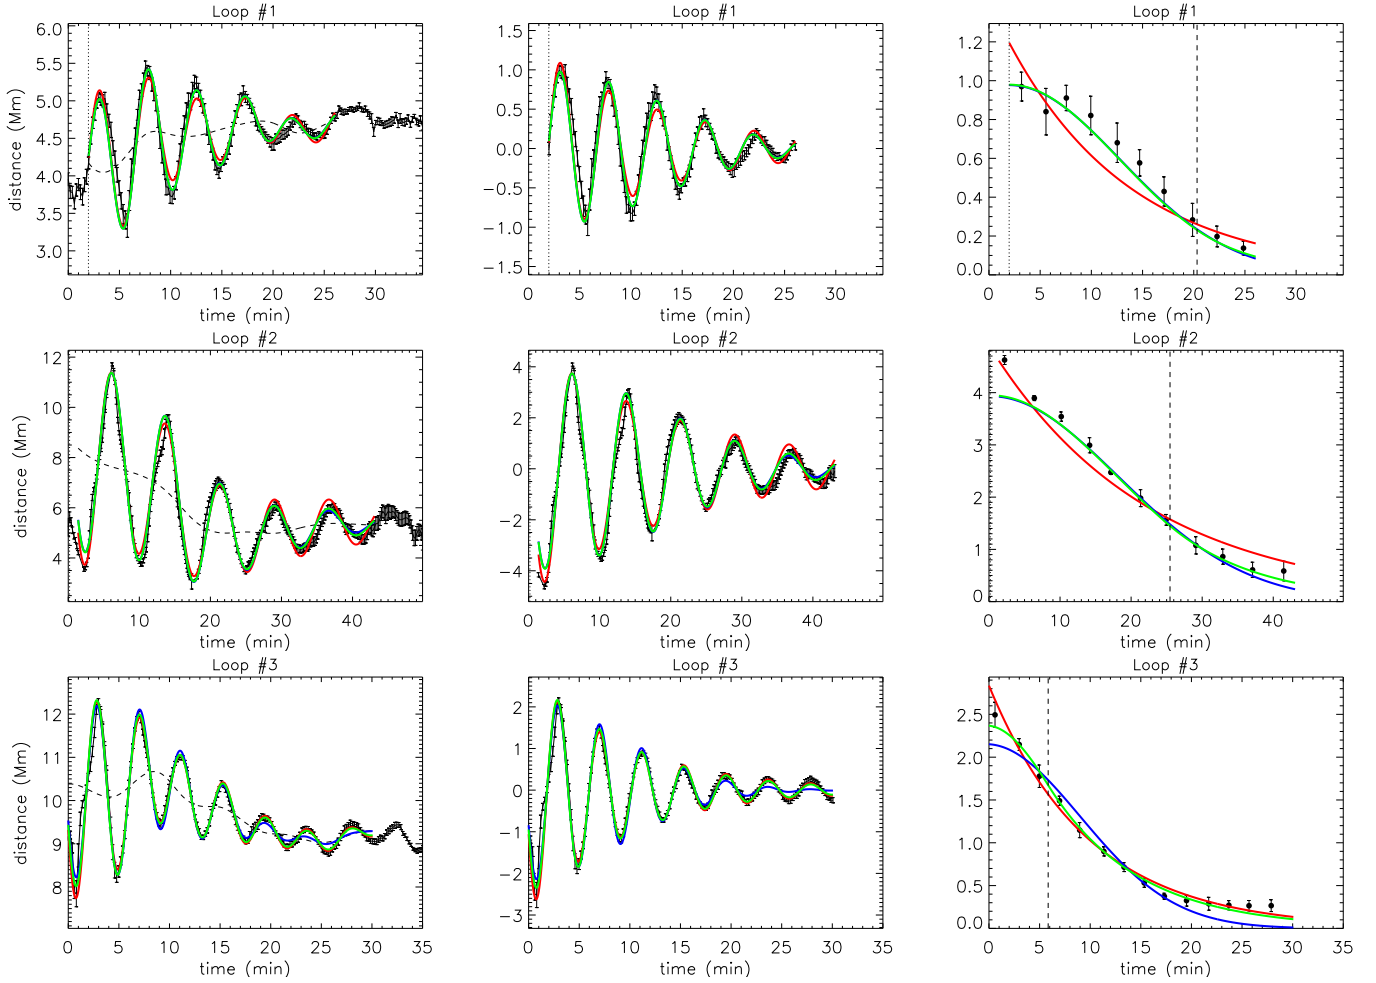 Loop #1 Loop #1 Loop #1
distance (Mm)
6.0 5.5 5.0 4.5 4.0 3.5 3.0
1.5 1.0 0.5 0.0 −0.5 −1.0 −1.5
1.2 1.0 0.8 0.6 0.4 0.2 0.0
0 5 10 15 20 25 30 0 5 10 15 20 25 30 0 5 10 15 20 25 30
time (min) time (min) time (min)
Loop #2 Loop #2 Loop #2
distance (Mm)
12 10 8 6 4
4 2 0 −2 −4
4 3 2 1 0
0 10 20 30 40 0 10 20 30 40 0 10 20 30 40
time (min) time (min) time (min)
Loop #3 Loop #3 Loop #3
distance (Mm)
12 11 10 9 8
2 1 0 −1 −2 −3
2.5 2.0 1.5 1.0 0.5 0.0
0 5 10 15 20 25 30 35 0 5 10 15 20 25 30 35 0 5 10 15 20 25 30 35
time (min) time (min) time (min)